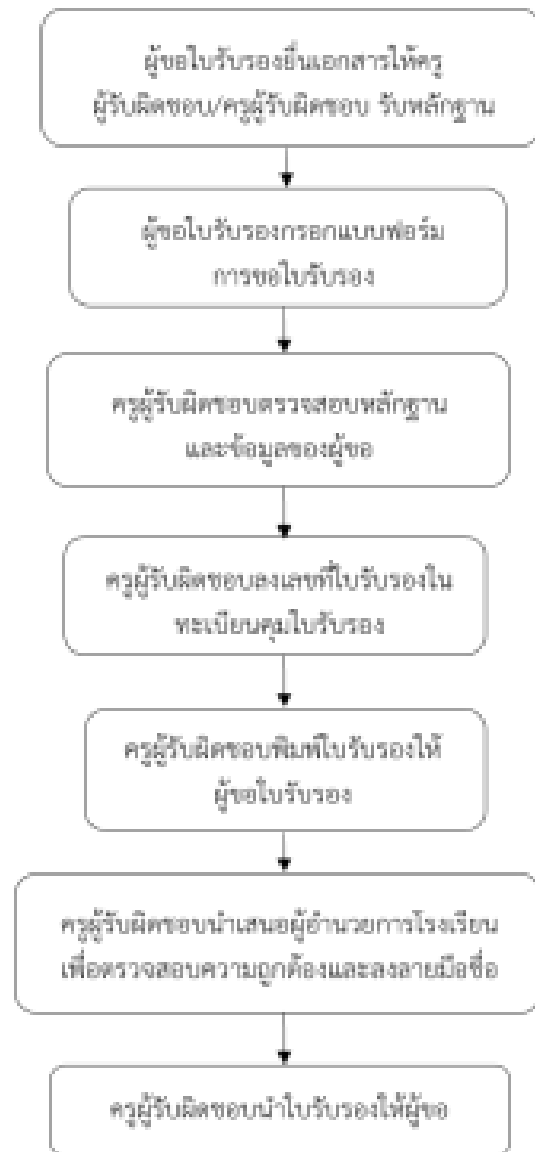 ผู้ขอใบรับรองยื่นเอกสารให้ครู
ผู้รับผิดชอบ/ครูผู้รับผิดชอบ รับหลักฐาน
ผู้ขอใบรับรองกรอกแบบฟอร์ม
การขอใบรับรอง
ครูผู้รับผิดชอบตรวจสอบหลักฐาน
และข้อมูลของผู้ขอ
ครูผู้รับผิดชอบลงเลขที่ใบรับรองใน
ทะเบียนคุมใบรับรอง
ครูผู้รับผิดชอบพิมพ์ใบรับรองให้
ผู้ขอใบรับรอง
ครูผู้รับผิดชอบนำเสนอผู้อำนวยการโรงเรียน
เพื่อตรวจสอบความถูกต้องและลงลายมือชื่อ
ครูผู้รับผิดชอบนำใบรับรองให้ผู้ขอ